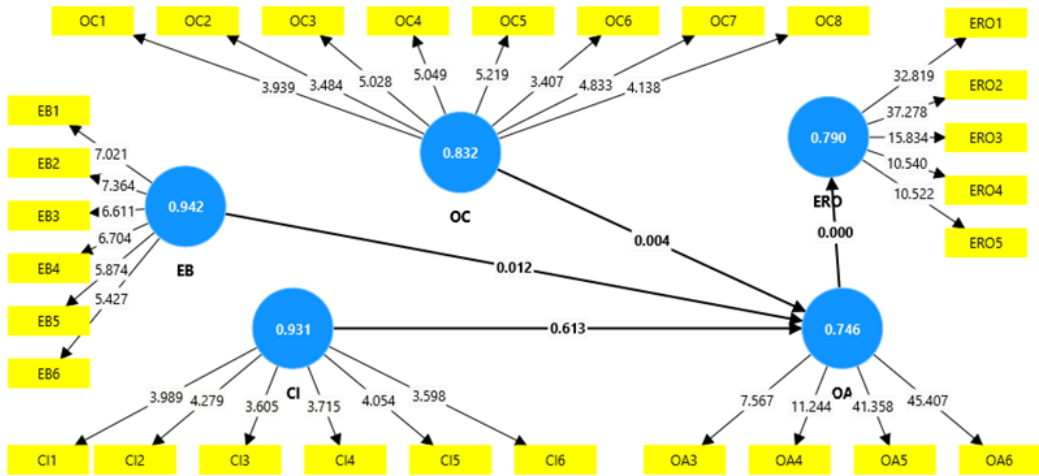 OC1 OC2 OC3 OC4 OC5 OC6 OC7 OC8
3.939 3.484 5.028 5.049 5.219 3.407 4.833 4.138
0.832
OC
EB1
EB2
EB3
EB4
EB5
EB6
7.021
7.364
6.611
6.704
5.874
5.427
0.942
EB
ERO1
ERO2
ERO3
ERO4
ERO5
32.819
37.278
15.834
10.540
10.522
0.790
ERO
0.000
0.004
0.012
0.613
0.931
CI
3.989 4.279 3.605 3.715 4.054 3.598
CI1 CI2 CI3 CI4 CI5 CI6
0.746
OA
7.567 11.244 41.358 45.407
OA3 OA4 OA5 OA6